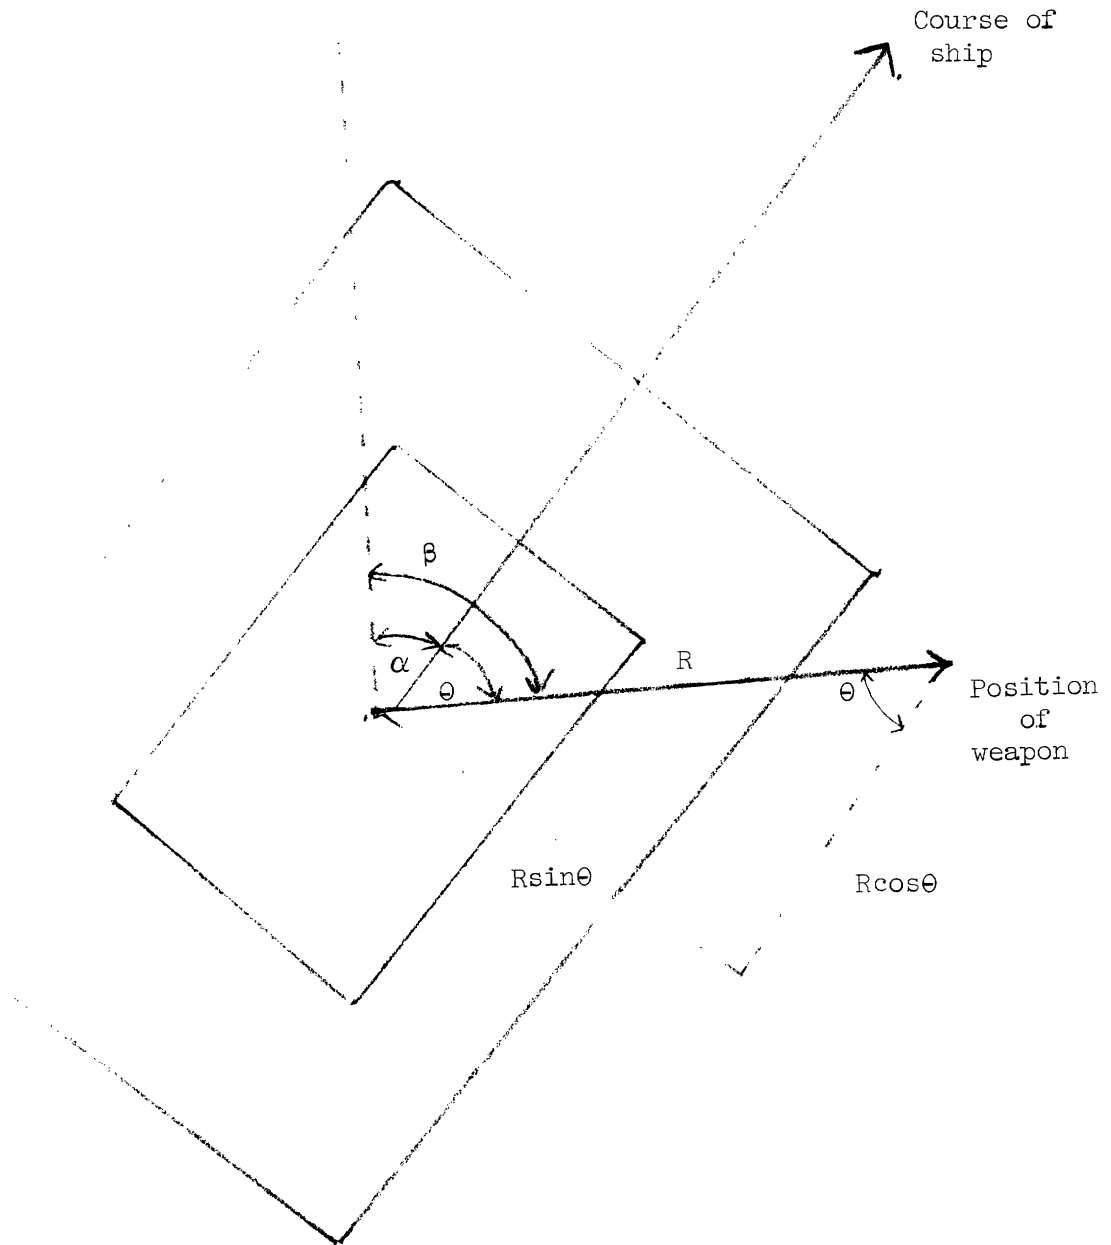 Course of
ship
β
α
θ
R
θ
Position
of
weapon
Rsinθ
Rcosθ